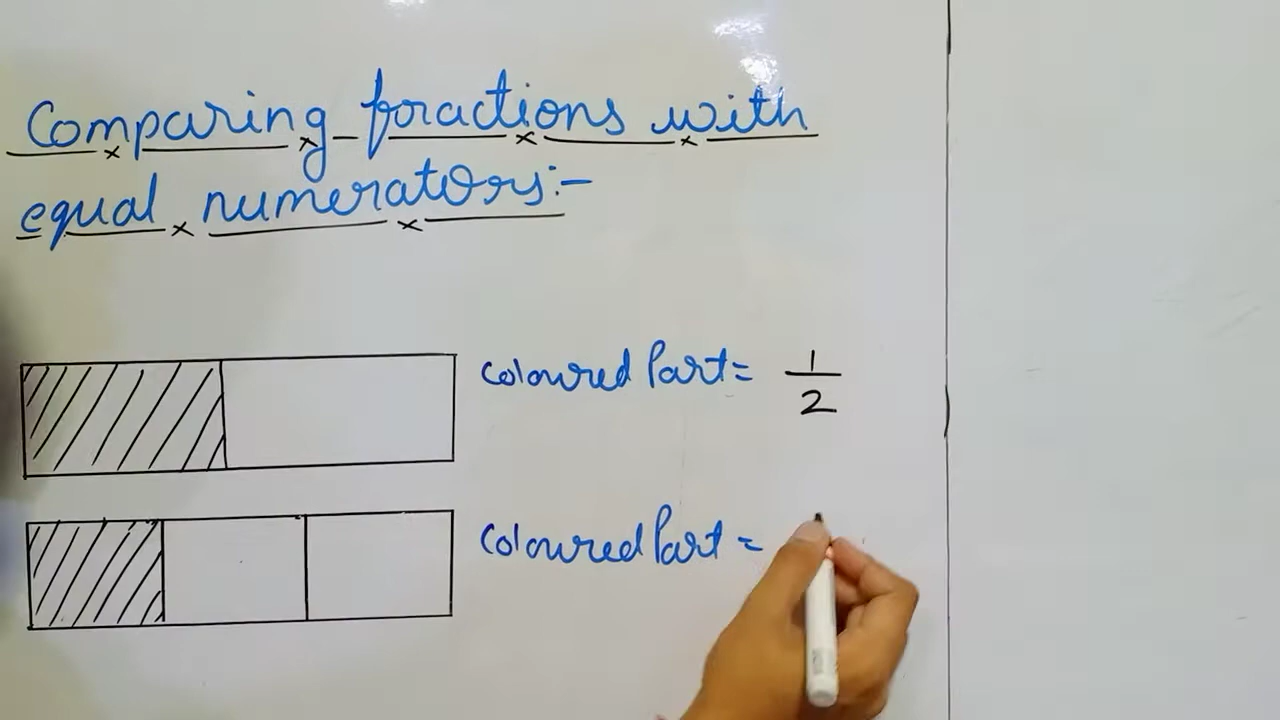 Comparing fractions with
equal numerators:-
Coloured Part = 1/2
Coloured Part =